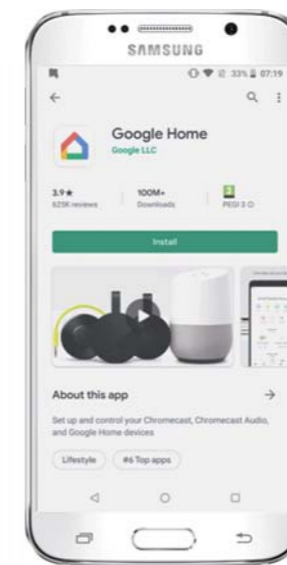 SAMSUNG
33% 07:19
Google Home
Google LLC
3.9★ 100M+ 3
625K reviews Downloads PEGI 3
Install
About this app →
Set up and control your Chromecast, Chromecast Audio,
and Google Home devices
Lifestyle #6 Top apps